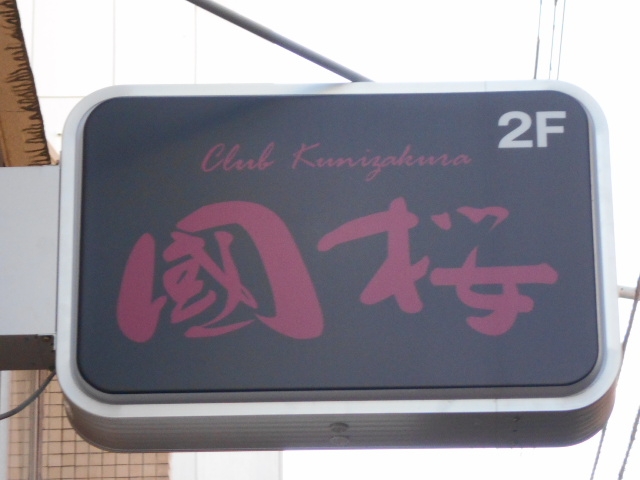 2F
Club Kunizakura
國桜